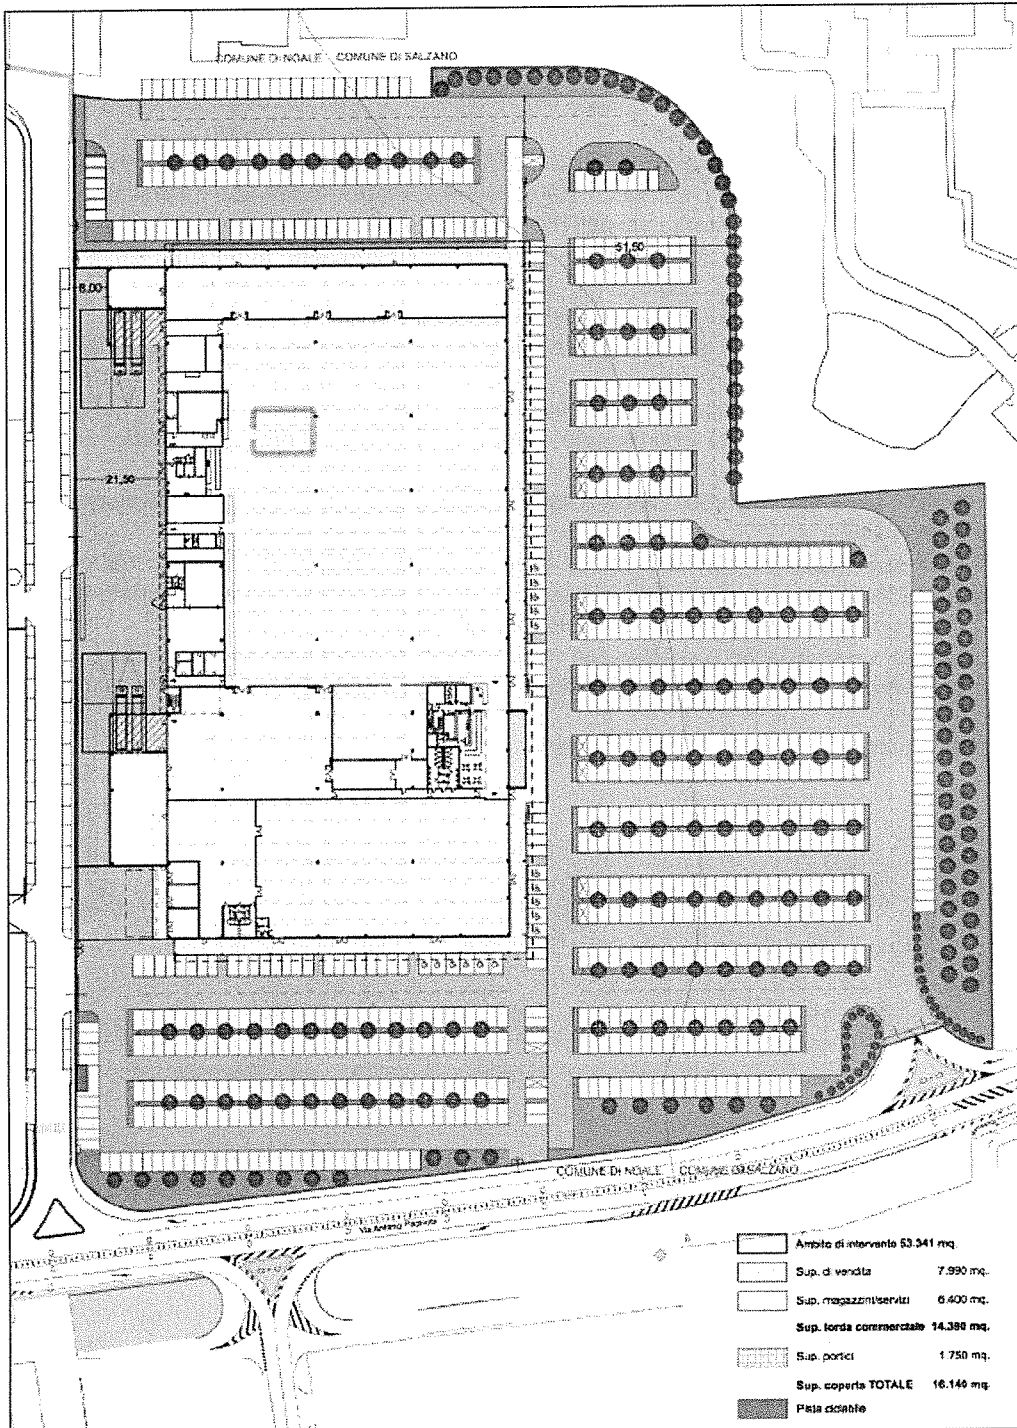 COMUNE DI NOALE COMUNE DI SALZANO
51,50
8,00
21,50
COMUNE DI NOALE COMUNE DI SALZANO
Via Antonio
Ambito di intervento 53.341 mq.
Sup. di vendita 7.990 mq.
Sup. magazzini/servizi 6.400 mq.
Sup. lorda commerciale 14.390 mq.
Sup. portici 1.750 mq.
Sup. coperta TOTALE 16.140 mq.
Pista ciclabile